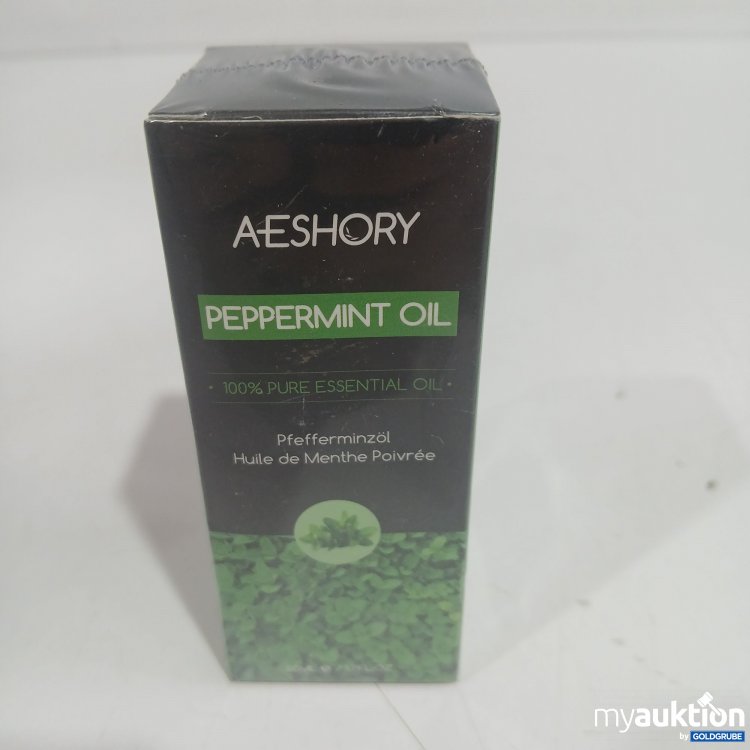 AESHORY
PEPPERMINT OIL
• 100% PURE ESSENTIAL OIL •
Pfefferminzöl
Huile de Menthe Poivrée
myauktion
by GOLDGRUBE